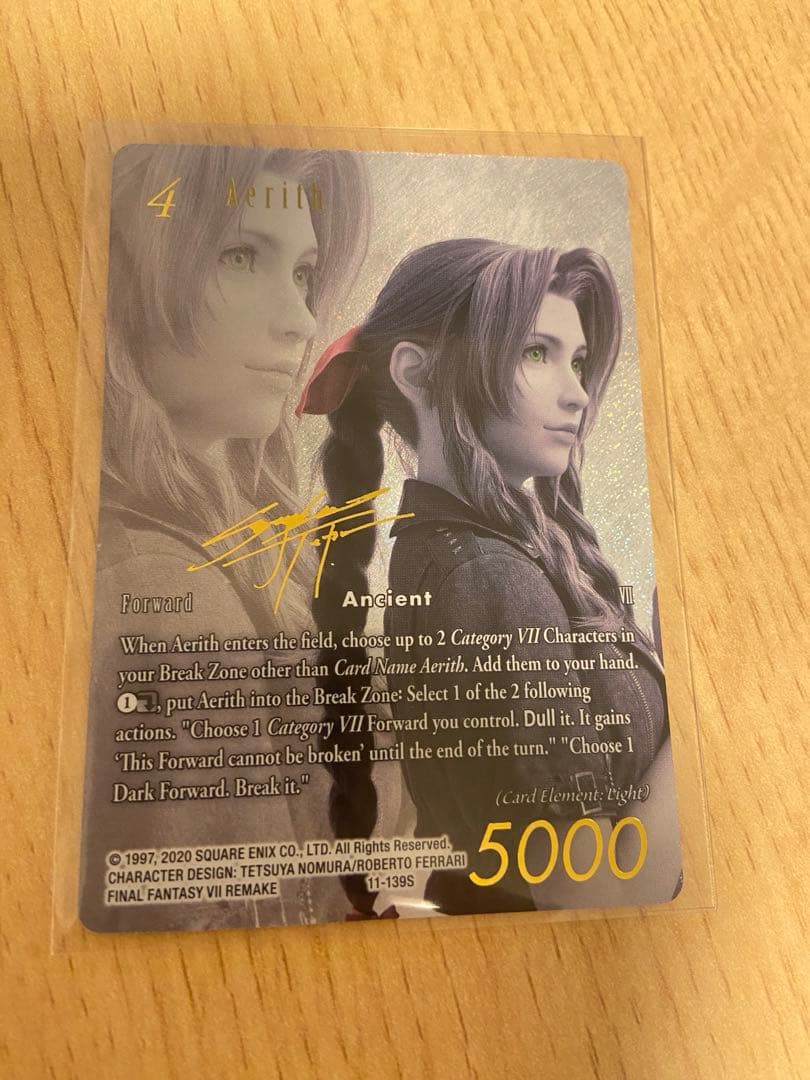 4 Aerith
Forward Ancient VII
When Aerith enters the field, choose up to 2 Category VII Characters in
your Break Zone other than Card Name Aerith. Add them to your hand.
1, put Aerith into the Break Zone: Select 1 of the 2 following
actions. "Choose 1 Category VII Forward you control. Dull it. It gains
‘This Forward cannot be broken’ until the end of the turn." "Choose 1
Dark Forward. Break it."
(Card Element: Light)
5000
© 1997, 2020 SQUARE ENIX CO., LTD. All Rights Reserved.
CHARACTER DESIGN: TETSUYA NOMURA/ROBERTO FERRARI
FINAL FANTASY VII REMAKE 11-139S